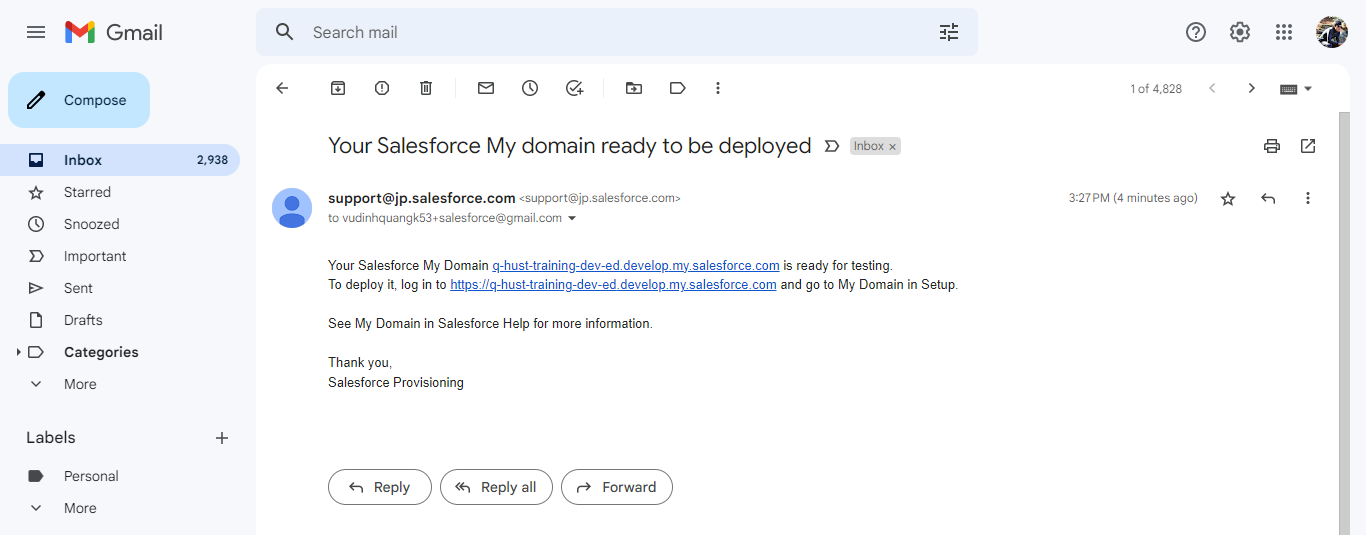 Gmail
Search mail
Compose
1 of 4,828
Inbox 2,938
Starred
Snoozed
Important
Sent
Drafts
Categories
More
Labels
Personal
More
Your Salesforce My domain ready to be deployed Inbox ×
support@jp.salesforce.com <support@jp.salesforce.com> 3:27 PM (4 minutes ago)
to vudinhquangk53+salesforce@gmail.com
Your Salesforce My Domain q-hust-training-dev-ed.develop.my.salesforce.com is ready for testing.
To deploy it, log in to https://q-hust-training-dev-ed.develop.my.salesforce.com and go to My Domain in Setup.
See My Domain in Salesforce Help for more information.
Thank you,
Salesforce Provisioning
Reply Reply all Forward